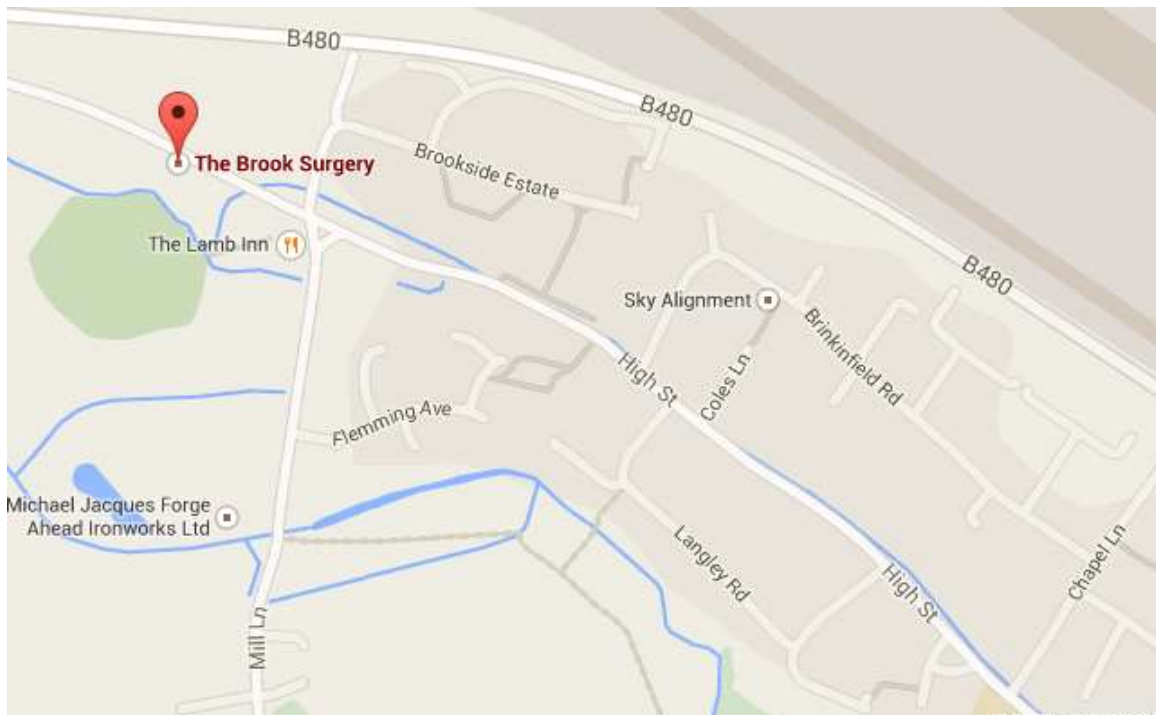 B480
B480
The Brook Surgery
Brookside Estate
The Lamb Inn
B480
Sky Alignment
Brinkinfield Rd
High St
Coles Ln
Flemming Ave
Michael Jacques Forge
Ahead Ironworks Ltd
Langley Rd
Chapel Ln
High St
Mill Ln